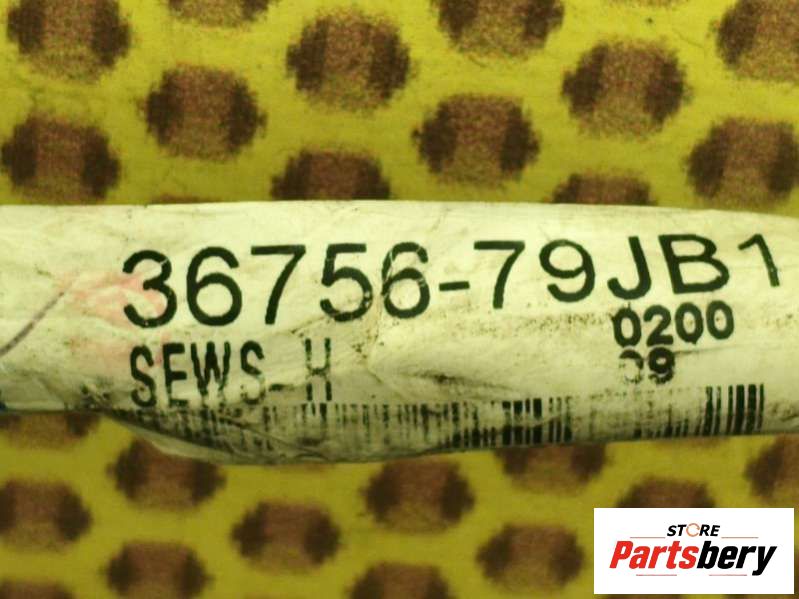 36756-79JB1
0200
SEWS-H
09
STORE
Partsbery